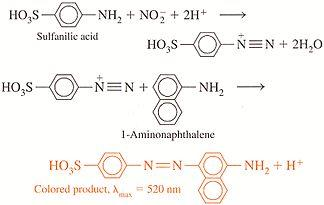 HO₃S NH₂ + NO₂⁻ + 2H⁺ ⟶
Sulfanilic acid
HO₃S N⁺≡N + 2H₂O
HO₃S N⁺≡N + NH₂ ⟶
1-Aminonaphthalene
HO₃S N=N NH₂ + H⁺
Colored product, λmax = 520 nm